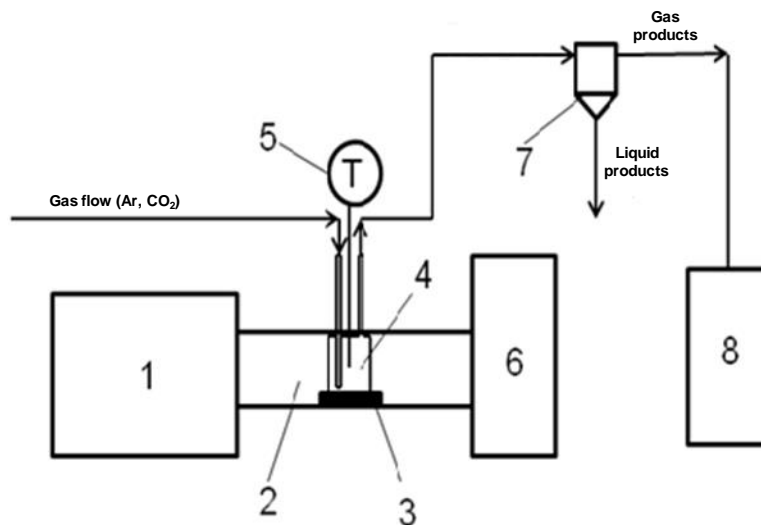 Gas
products
7
Liquid
products
5
T
Gas flow (Ar, CO₂)
4
1
6
8
2
3